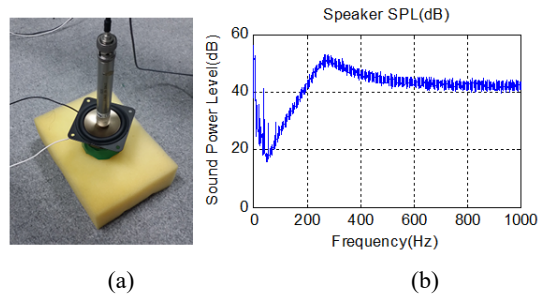 Speaker SPL(dB)
Sound Power Level(dB)
60
40
20
0
0 200 400 600 800 1000
Frequency(Hz)
(a) (b)